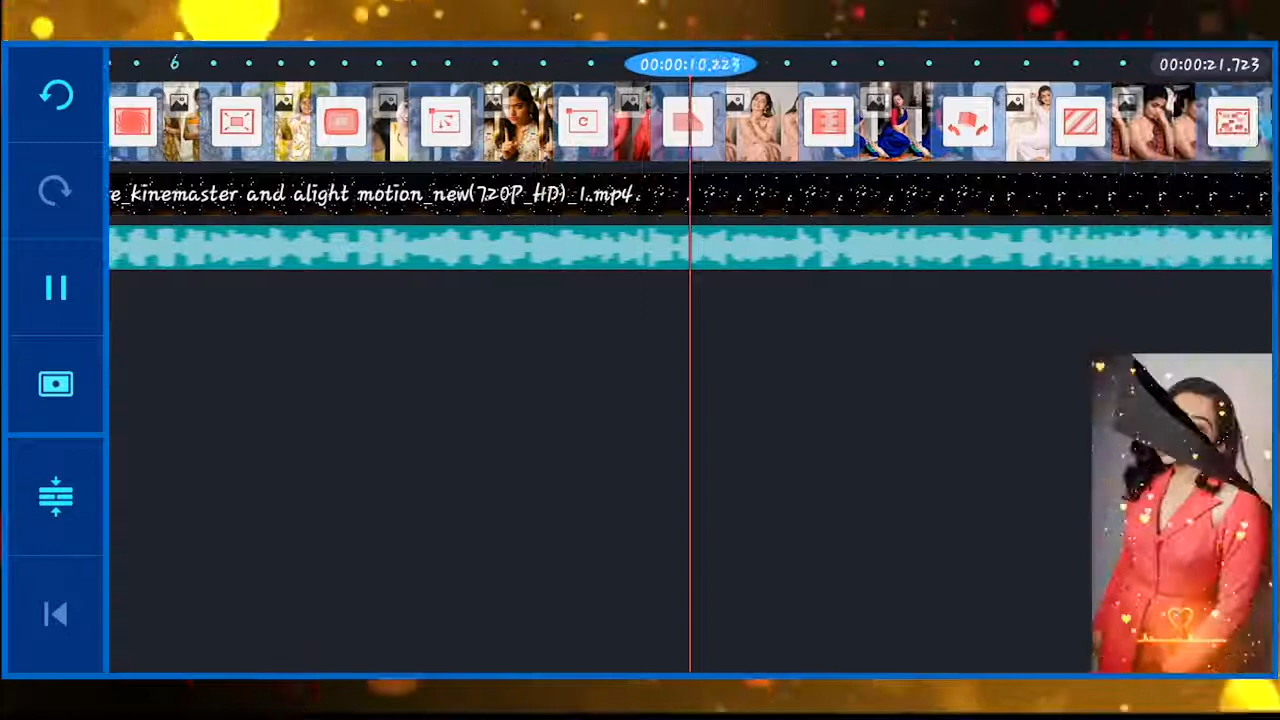 6
00:00:10.223
00:00:21.723
e_kinemaster and alight motion_new(720P_HD)_1.mp4